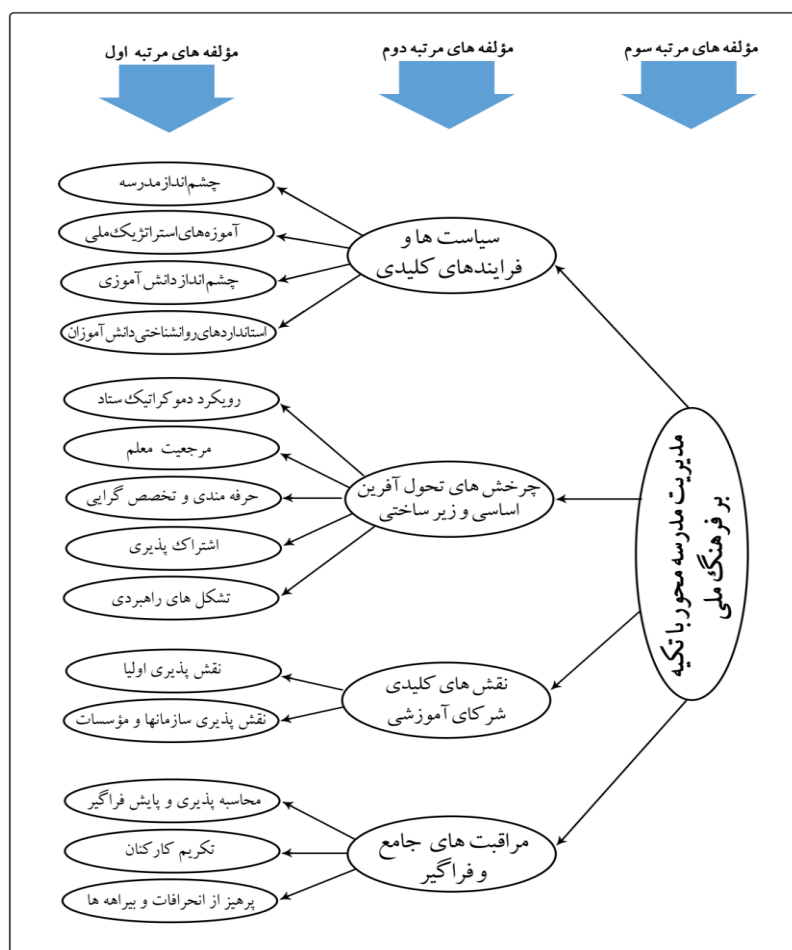 مؤلفه های مرتبه سوم
مؤلفه های مرتبه دوم
مؤلفه های مرتبه اول
مدیریت مدرسه محور با تکیه
بر فرهنگ ملی
سیاست ها و
فرایندهای کلیدی
چشم‌انداز مدرسه
آموزه‌های استراتژیک ملی
چشم‌انداز دانش آموزی
استانداردهای روانشناختی دانش آموزان
چرخش های تحول آفرین
اساسی و زیر ساختی
رویکرد دموکراتیک ستاد
مرجعیت معلم
حرفه مندی و تخصص گرایی
اشتراک پذیری
تشکل های راهبردی
نقش های کلیدی
شرکای آموزشی
نقش پذیری اولیا
نقش پذیری سازمانها و مؤسسات
مراقبت های جامع
و فراگیر
محاسبه پذیری و پایش فراگیر
تکریم کارکنان
پرهیز از انحرافات و بیراهه ها